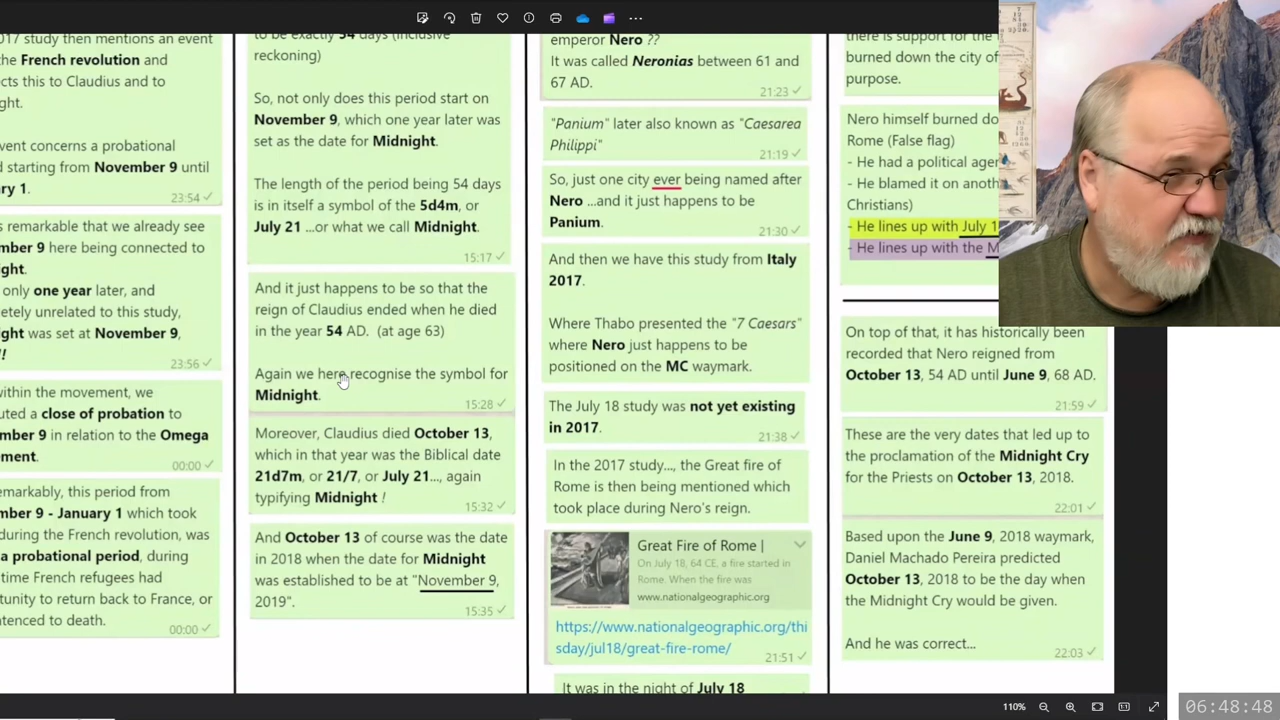 017 study then mentions an event
the French revolution and
ects this to Claudius and to
ght.
vent concerns a probational
d starting from November 9 until
ary 1.
23:54
s remarkable that we already see
mber 9 here being connected to
ight.
only one year later, and
letely unrelated to this study,
ight was set at November 9,
!!
23:56
within the movement, we
uted a close of probation to
mber 9 in relation to the Omega
ement.
00:00
emarkably, this period from
mber 9 - January 1 which took
during the French revolution, was
a probational period, during
time French refugees had
rtunity to return back to France, or
ntenced to death.
00:00
to be exactly 54 days (inclusive
reckoning)
So, not only does this period start on
November 9, which one year later was
set as the date for Midnight.
The length of the period being 54 days
is in itself a symbol of the 5d4m, or
July 21 ...or what we call Midnight.
15:17
And it just happens to be so that the
reign of Claudius ended when he died
in the year 54 AD. (at age 63)
Again we here recognise the symbol for
Midnight.
15:28
Moreover, Claudius died October 13,
which in that year was the Biblical date
21d7m, or 21/7, or July 21..., again
typifying Midnight !
15:32
And October 13 of course was the date
in 2018 when the date for Midnight
was established to be at "November 9,
2019".
15:35
emperor Nero ??
It was called Neronias between 61 and
67 AD.
21:23
"Panium" later also known as "Caesarea
Philippi"
21:19
So, just one city ever being named after
Nero ...and it just happens to be
Panium.
21:30
And then we have this study from Italy
2017.
Where Thabo presented the "7 Caesars"
where Nero just happens to be
positioned on the MC waymark.
The July 18 study was not yet existing
in 2017.
21:38
In the 2017 study..., the Great fire of
Rome is then being mentioned which
took place during Nero's reign.
Great Fire of Rome |
On July 18, 64 CE, a fire started in
Rome. When the fire was
www.nationalgeographic.org
https://www.nationalgeographic.org/thi
sday/jul18/great-fire-rome/
21:51
It was in the night of July 18
there is support for the
burned down the city of
purpose.
Nero himself burned do
Rome (False flag)
- He had a political agen
- He blamed it on anoth
Christians)
- He lines up with July 1
- He lines up with the M
On top of that, it has historically been
recorded that Nero reigned from
October 13, 54 AD until June 9, 68 AD.
21:59
These are the very dates that led up to
the proclamation of the Midnight Cry
for the Priests on October 13, 2018.
22:01
Based upon the June 9, 2018 waymark,
Daniel Machado Pereira predicted
October 13, 2018 to be the day when
the Midnight Cry would be given.
And he was correct...
22:03
110%
06:48:48